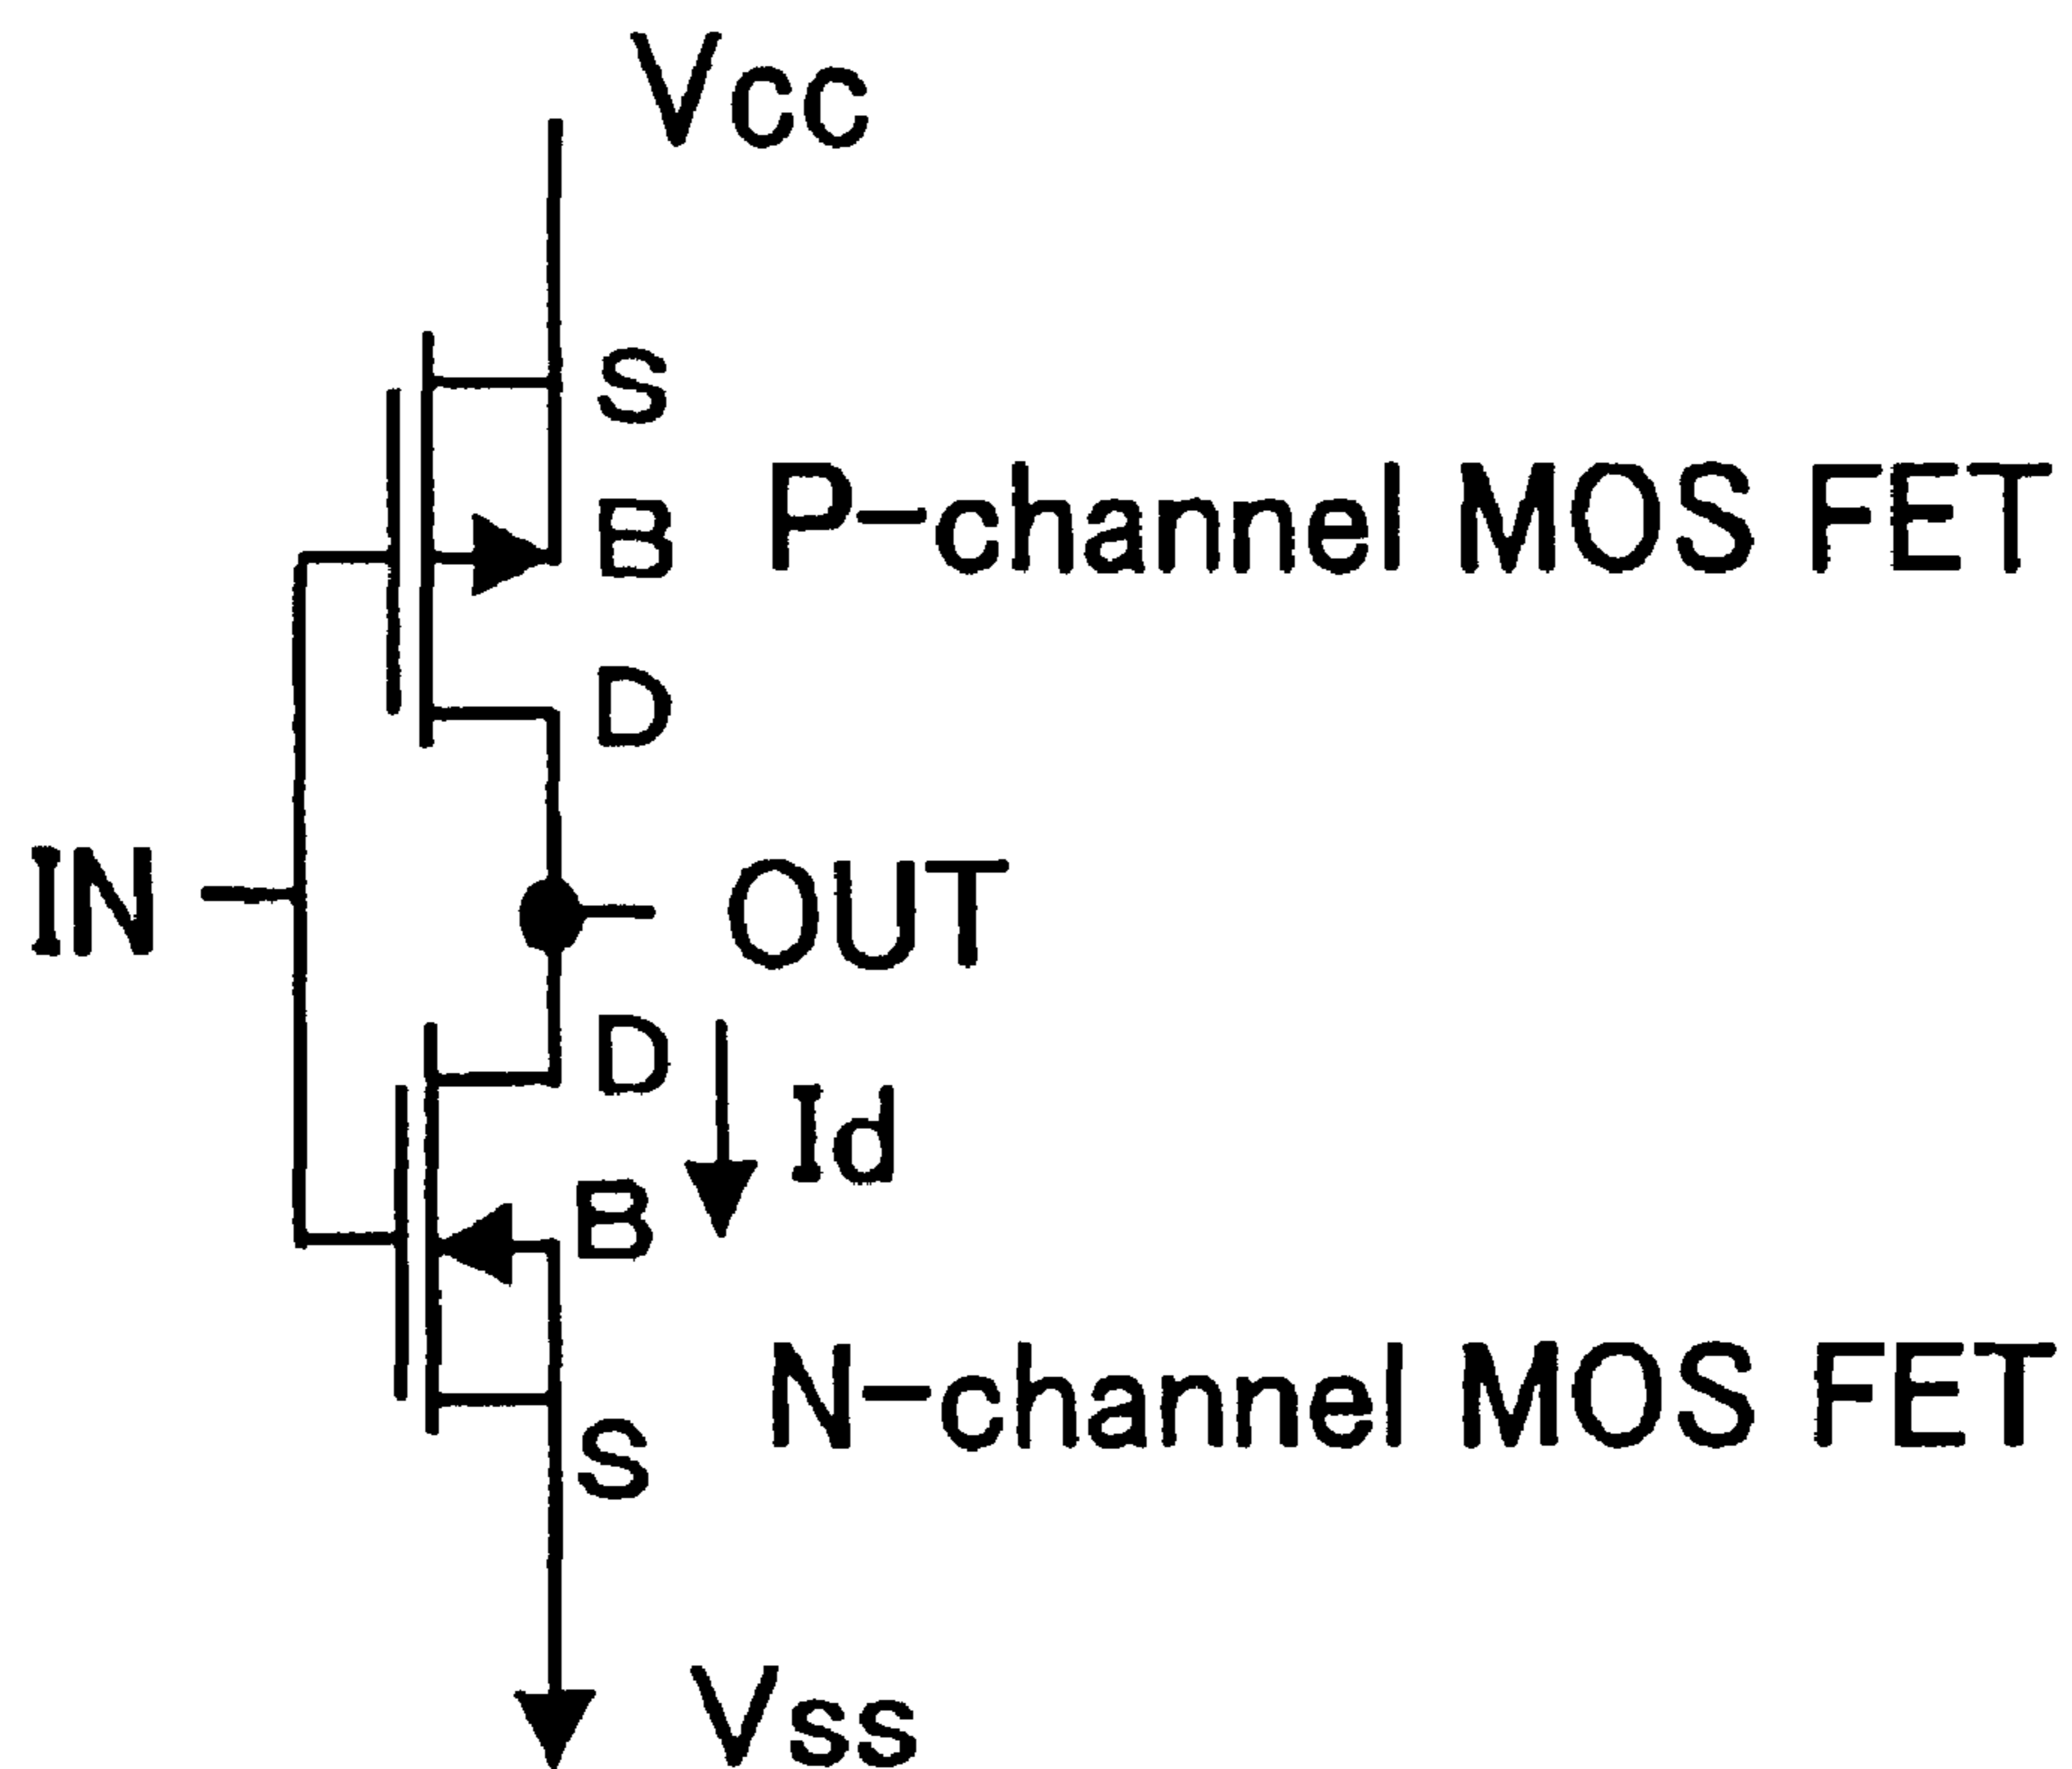 Vcc
S
B
P-channel MOS FET
D
IN
OUT
D
Id
B
N-channel MOS FET
S
Vss